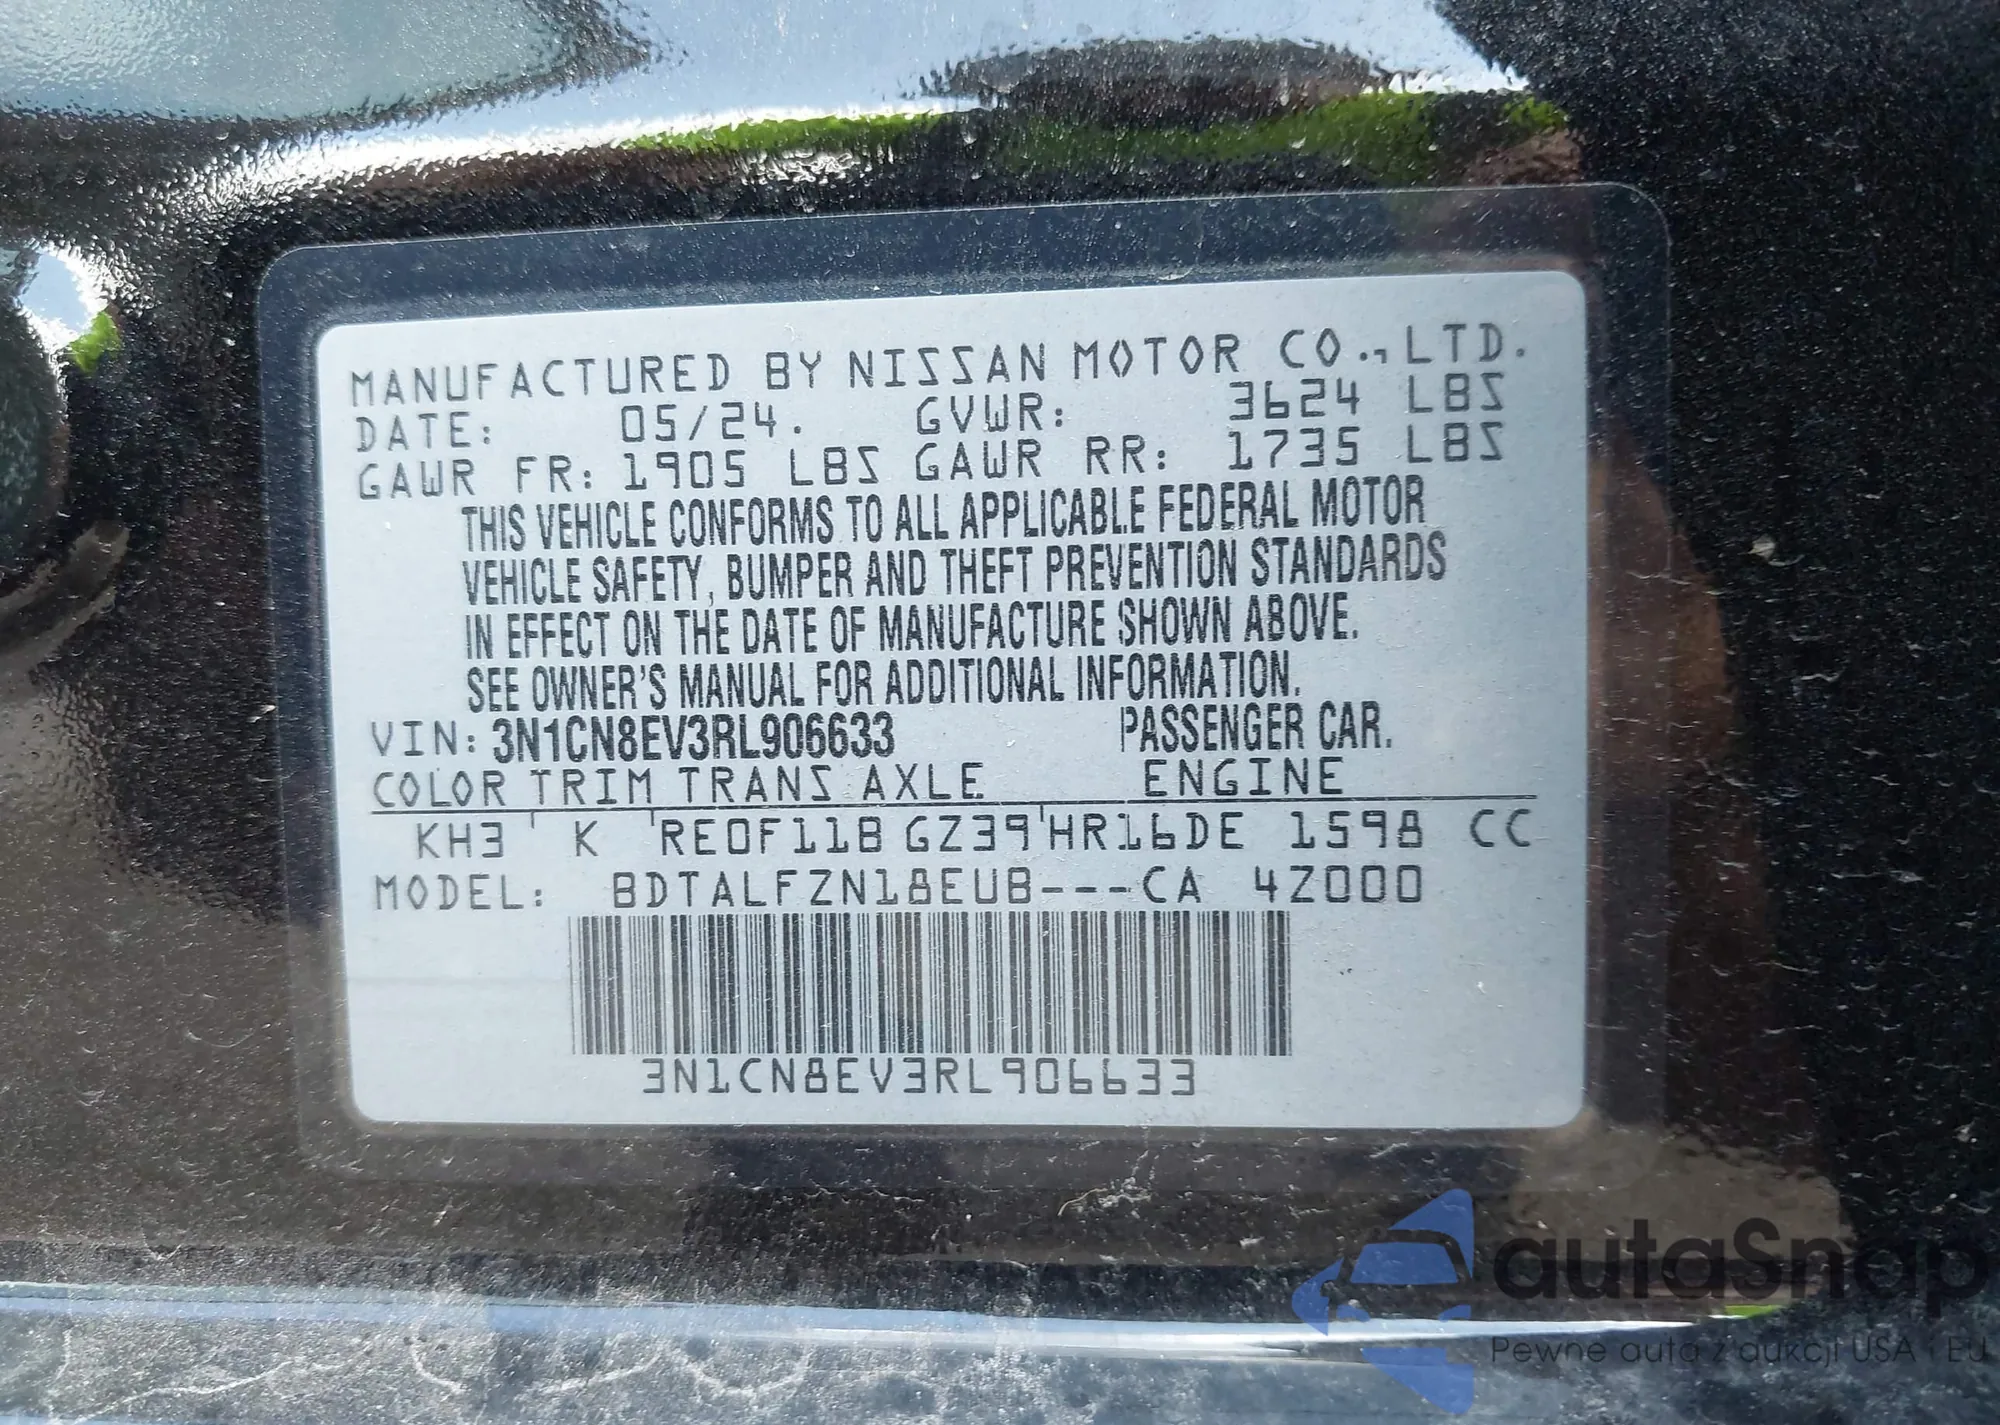 MANUFACTURED BY NISSAN MOTOR CO., LTD.
DATE: 05/24. GVWR: 3624 LBS
GAWR FR: 1905 LBS GAWR RR: 1735 LBS
THIS VEHICLE CONFORMS TO ALL APPLICABLE FEDERAL MOTOR
VEHICLE SAFETY, BUMPER AND THEFT PREVENTION STANDARDS
IN EFFECT ON THE DATE OF MANUFACTURE SHOWN ABOVE.
SEE OWNER'S MANUAL FOR ADDITIONAL INFORMATION.
VIN: 3N1CN8EV3RL906633 PASSENGER CAR.
COLOR TRIM TRANS AXLE ENGINE
KH3 K RE0F11B GZ39 HR16DE 1598 CC
MODEL: BDTALFZN18EUB---CA 4Z000
3N1CN8EV3RL906633
autaSnap
Pewne auta z aukcji USA i EU